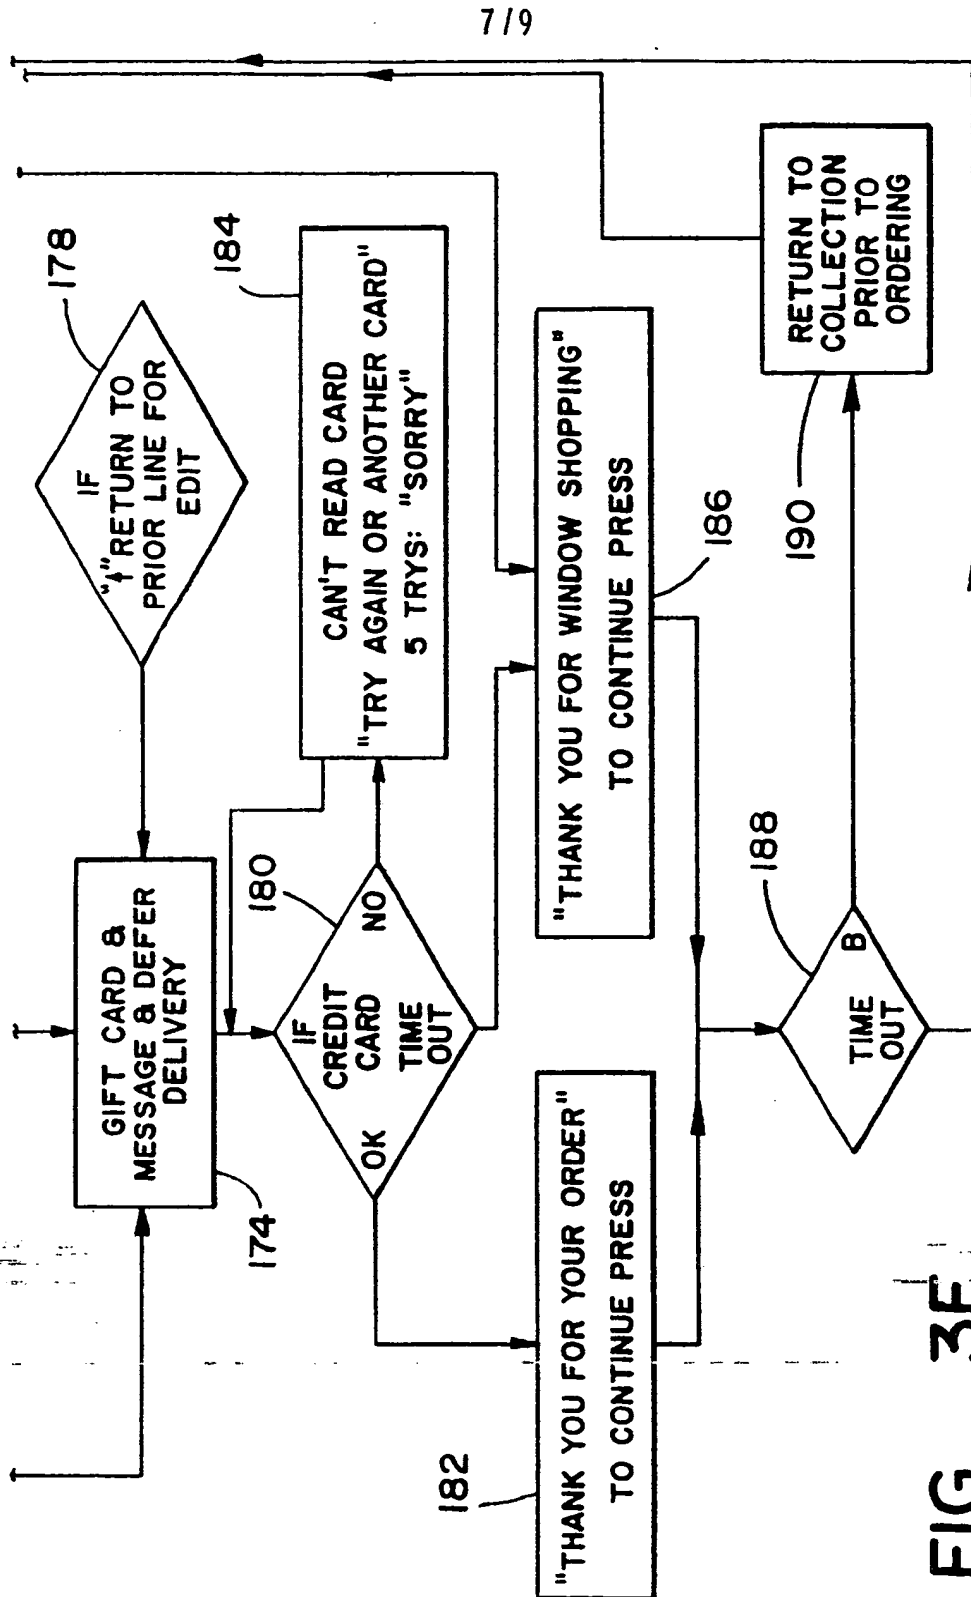 7/9
IF
"↑" RETURN TO
PRIOR LINE FOR
EDIT
178
GIFT CARD &
MESSAGE & DEFER
DELIVERY
174
CAN'T READ CARD
"TRY AGAIN OR ANOTHER CARD"
5 TRYS: "SORRY"
184
IF
CREDIT
CARD
TIME
OUT
OK
NO
180
"THANK YOU FOR YOUR ORDER"
TO CONTINUE PRESS
182
"THANK YOU FOR WINDOW SHOPPING"
TO CONTINUE PRESS
186
TIME
OUT
B
188
RETURN TO
COLLECTION
PRIOR TO
ORDERING
190
FIG. 3E